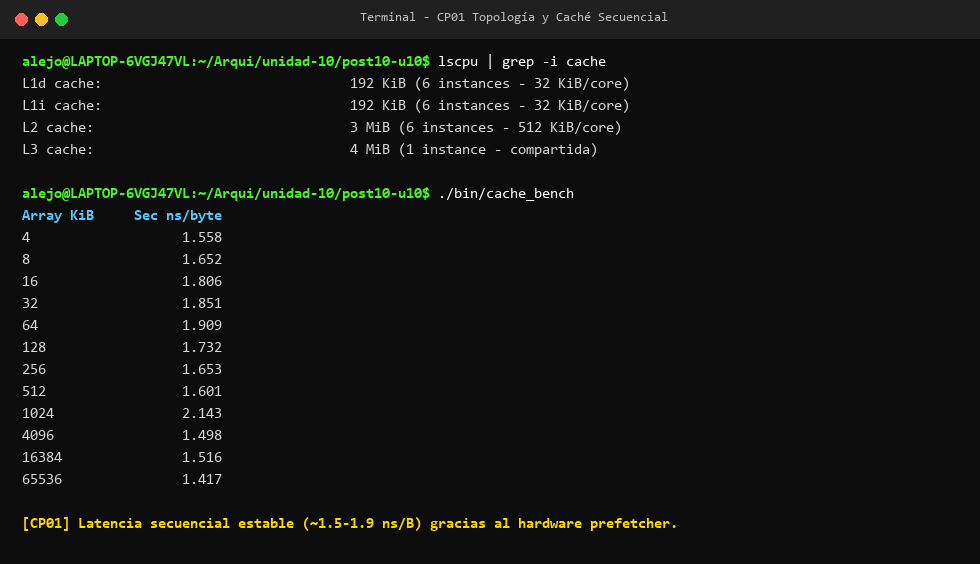 Terminal - CP01 Topología y Caché Secuencial
alejo@LAPTOP-6VGJ47VL:~/Arqui/unidad-10/post10-u10$ lscpu | grep -i cache
L1d cache: 192 KiB (6 instances - 32 KiB/core)
L1i cache: 192 KiB (6 instances - 32 KiB/core)
L2 cache: 3 MiB (6 instances - 512 KiB/core)
L3 cache: 4 MiB (1 instance - compartida)
alejo@LAPTOP-6VGJ47VL:~/Arqui/unidad-10/post10-u10$ ./bin/cache_bench
Array KiB Sec ns/byte
4 1.558
8 1.652
16 1.806
32 1.851
64 1.909
128 1.732
256 1.653
512 1.601
1024 2.143
4096 1.498
16384 1.516
65536 1.417
[CP01] Latencia secuencial estable (~1.5-1.9 ns/B) gracias al hardware prefetcher.